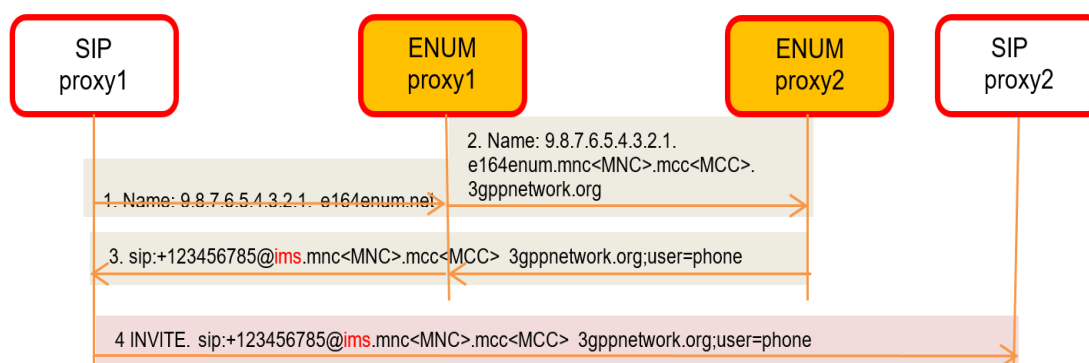 SIP
proxy1
ENUM
proxy1
ENUM
proxy2
SIP
proxy2
2. Name: 9.8.7.6.5.4.3.2.1.
e164enum.mnc<MNC>.mcc<MCC>.
3gppnetwork.org
1. Name: 9.8.7.6.5.4.3.2.1. e164enum.net
3. sip:+123456785@ims.mnc<MNC>.mcc<MCC> 3gppnetwork.org;user=phone
4 INVITE. sip:+123456785@ims.mnc<MNC>.mcc<MCC> 3gppnetwork.org;user=phone